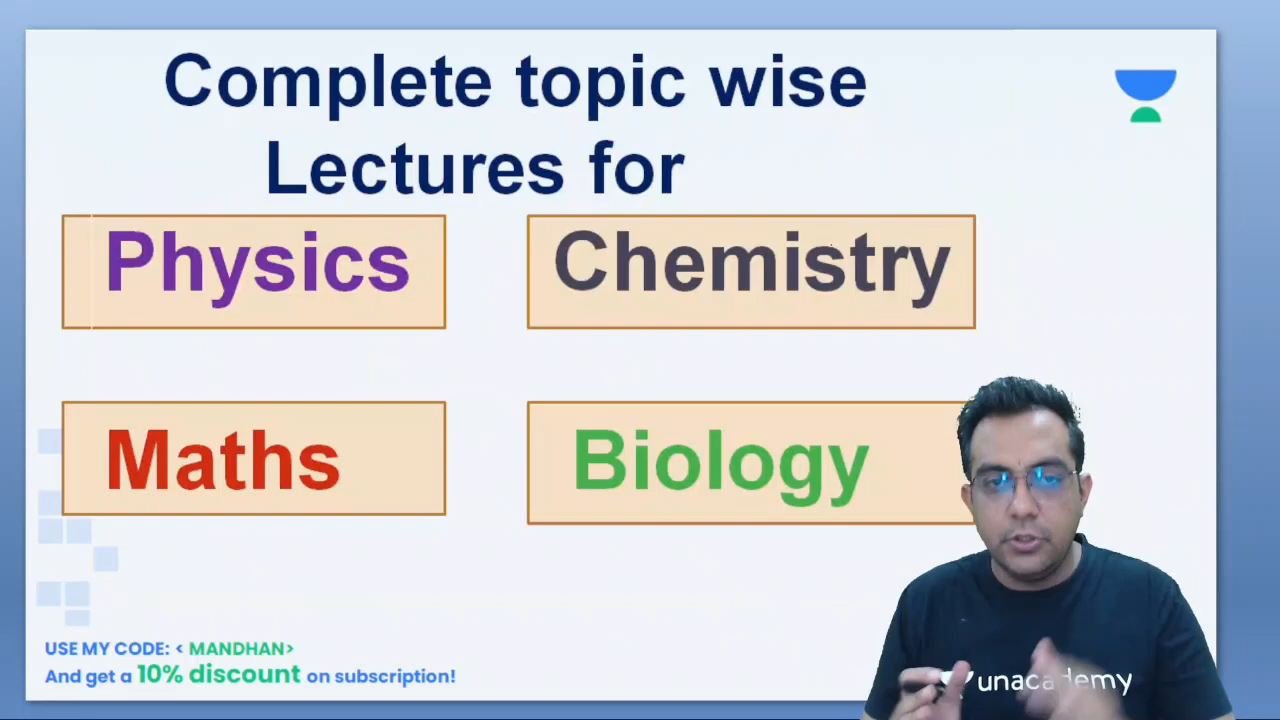 Complete topic wise
Lectures for
Physics
Chemistry
Maths
Biology
USE MY CODE: < MANDHAN>
And get a 10% discount on subscription!
unacademy